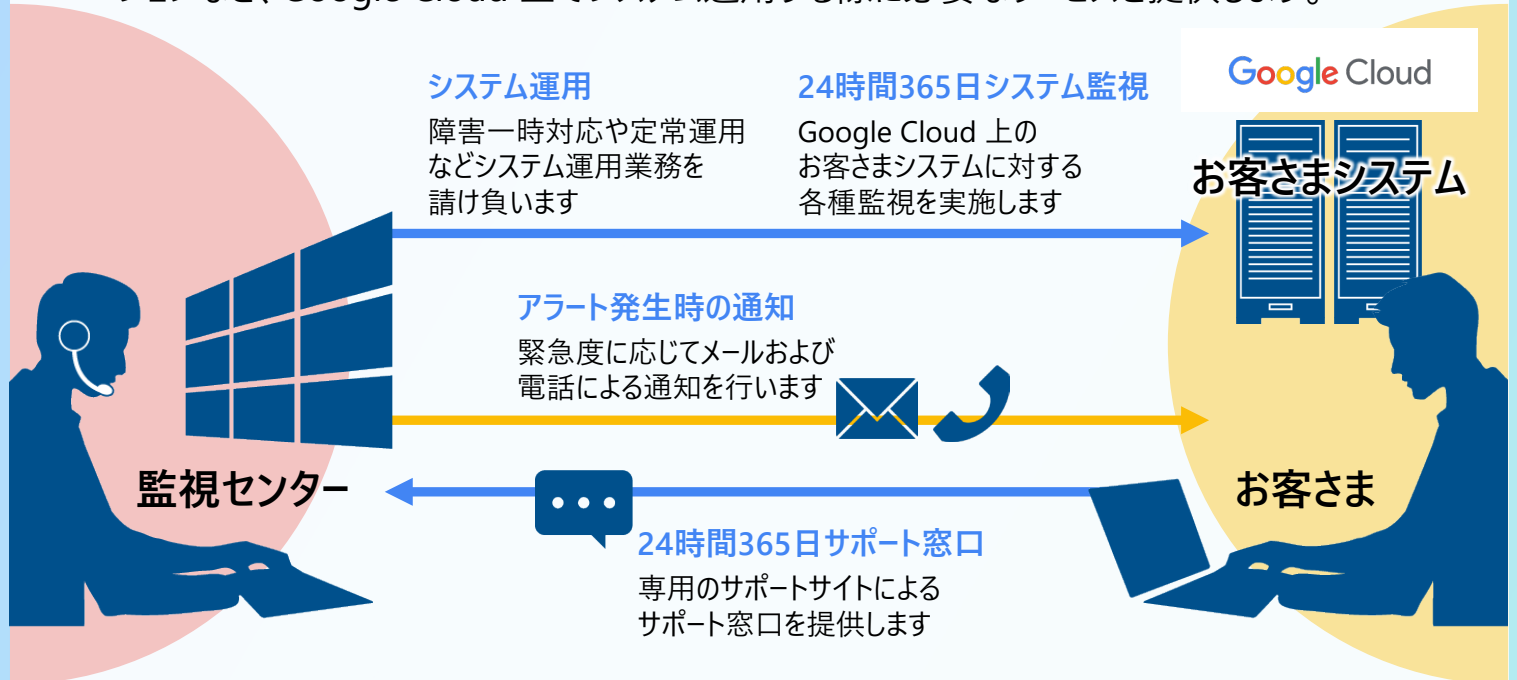 Google Cloud
システム運用
障害一時対応や定常運用
などシステム運用業務を
請け負います
24時間365日システム監視
Google Cloud 上の
お客さまシステムに対する
各種監視を実施します
Google Cloud
お客さまシステム
アラート発生時の通知
緊急度に応じてメールおよび
電話による通知を行います
監視センター
お客さま
24時間365日サポート窓口
専用のサポートサイトによる
サポート窓口を提供します